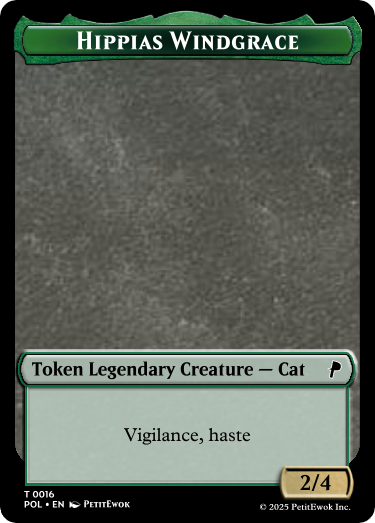 Hippias Windgrace
Token Legendary Creature — Cat
Vigilance, haste
2/4
T 0016
POL • EN PetitEwok
© 2025 PetitEwok Inc.